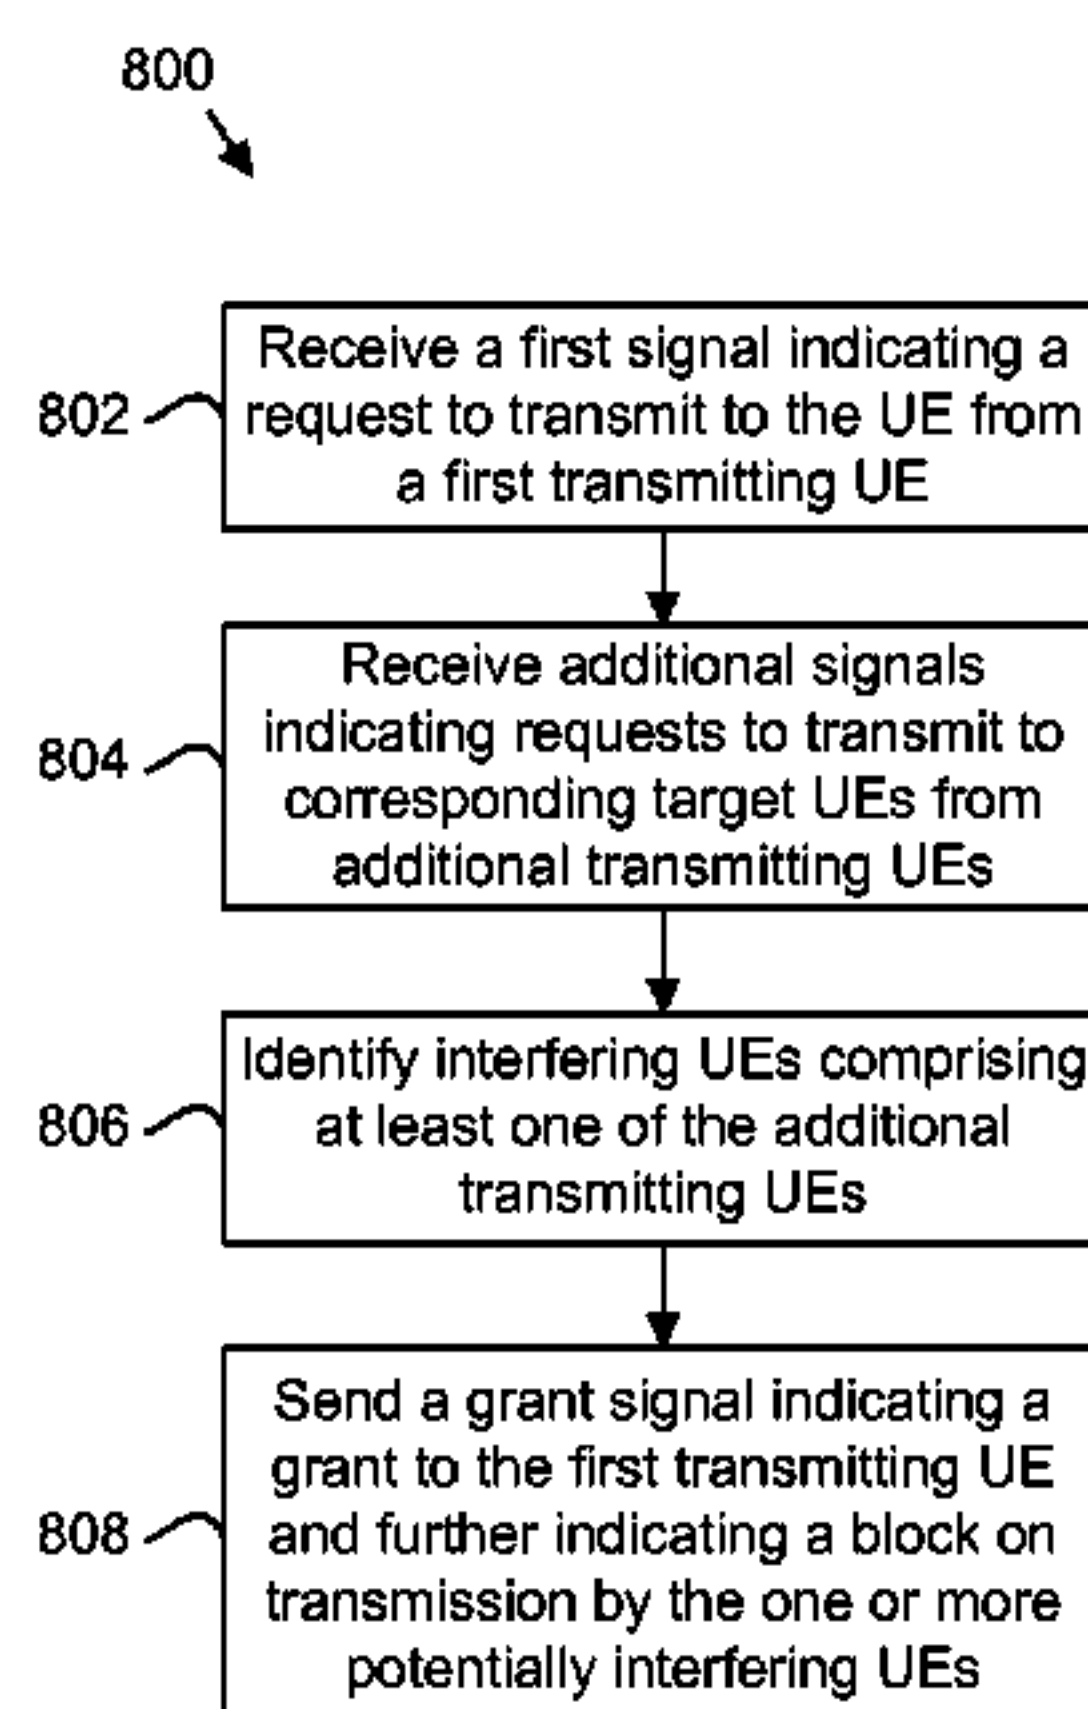 800
802
Receive a first signal indicating a
request to transmit to the UE from
a first transmitting UE
804
Receive additional signals
indicating requests to transmit to
corresponding target UEs from
additional transmitting UEs
806
Identify interfering UEs comprising
at least one of the additional
transmitting UEs
808
Send a grant signal indicating a
grant to the first transmitting UE
and further indicating a block on
transmission by the one or more
potentially interfering UEs